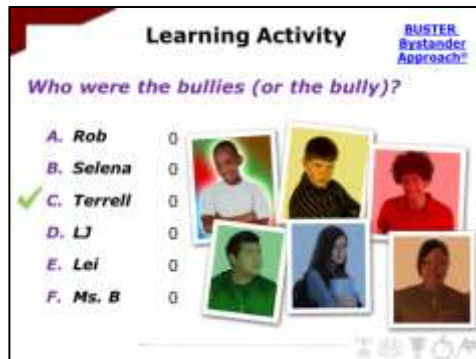 Learning Activity
BUSTER
Bystander
Approach®
Who were the bullies (or the bully)?
A. Rob 0
B. Selena 0
C. Terrell 0
D. LJ 0
E. Lei 0
F. Ms. B 0